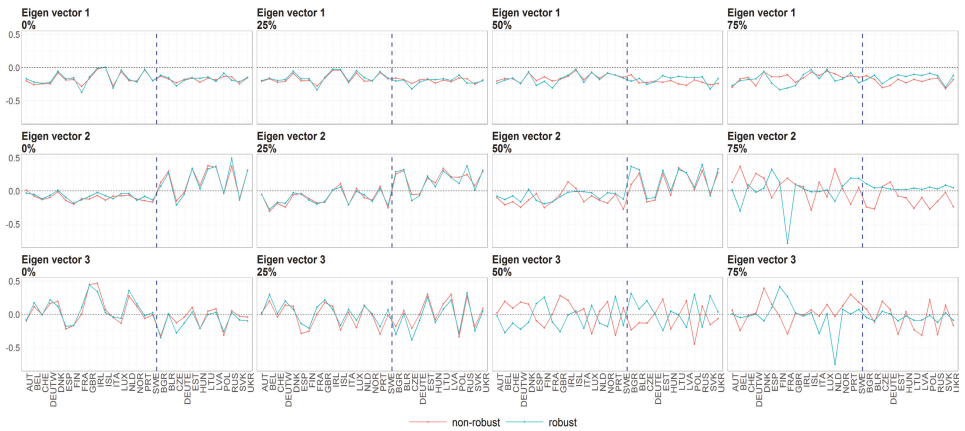 Eigen vector 1
0%
Eigen vector 1
25%
Eigen vector 1
50%
Eigen vector 1
75%
0.5
0.0
-0.5
Eigen vector 2
0%
Eigen vector 2
25%
Eigen vector 2
50%
Eigen vector 2
75%
0.5
0.0
-0.5
Eigen vector 3
0%
Eigen vector 3
25%
Eigen vector 3
50%
Eigen vector 3
75%
0.5
0.0
-0.5
AUT BEL CHE DEUTW DNK ESP FIN FRA GBR IRL ISL ITA LUX NLD NOR PRT SWE BGR BLR CZE DEUTE EST HUN LTU LVA POL RUS SVK UKR
AUT BEL CHE DEUTW DNK ESP FIN FRA GBR IRL ISL ITA LUX NLD NOR PRT SWE BGR BLR CZE DEUTE EST HUN LTU LVA POL RUS SVK UKR
AUT BEL CHE DEUTW DNK ESP FIN FRA GBR IRL ISL ITA LUX NLD NOR PRT SWE BGR BLR CZE DEUTE EST HUN LTU LVA POL RUS SVK UKR
AUT BEL CHE DEUTW DNK ESP FIN FRA GBR IRL ISL ITA LUX NLD NOR PRT SWE BGR BLR CZE DEUTE EST HUN LTU LVA POL RUS SVK UKR
non-robust robust